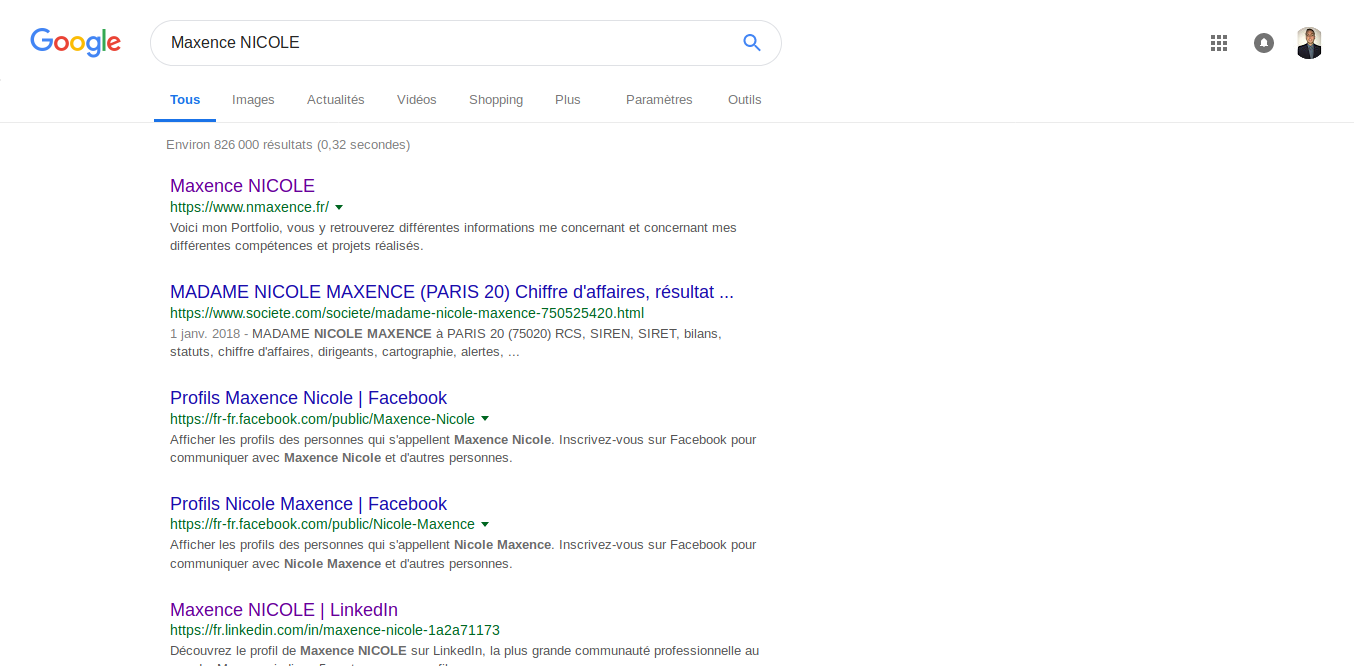 Google
Maxence NICOLE
Tous Images Actualités Vidéos Shopping Plus Paramètres Outils
Environ 826 000 résultats (0,32 secondes)
Maxence NICOLE
https://www.nmaxence.fr/
Voici mon Portfolio, vous y retrouverez différentes informations me concernant et concernant mes
différentes compétences et projets réalisés.
MADAME NICOLE MAXENCE (PARIS 20) Chiffre d'affaires, résultat ...
https://www.societe.com/societe/madame-nicole-maxence-750525420.html
1 janv. 2018 - MADAME NICOLE MAXENCE à PARIS 20 (75020) RCS, SIREN, SIRET, bilans,
statuts, chiffre d'affaires, dirigeants, cartographie, alertes, ...
Profils Maxence Nicole | Facebook
https://fr-fr.facebook.com/public/Maxence-Nicole
Afficher les profils des personnes qui s'appellent Maxence Nicole. Inscrivez-vous sur Facebook pour
communiquer avec Maxence Nicole et d'autres personnes.
Profils Nicole Maxence | Facebook
https://fr-fr.facebook.com/public/Nicole-Maxence
Afficher les profils des personnes qui s'appellent Nicole Maxence. Inscrivez-vous sur Facebook pour
communiquer avec Nicole Maxence et d'autres personnes.
Maxence NICOLE | LinkedIn
https://fr.linkedin.com/in/maxence-nicole-1a2a71173
Découvrez le profil de Maxence NICOLE sur LinkedIn, la plus grande communauté professionnelle au